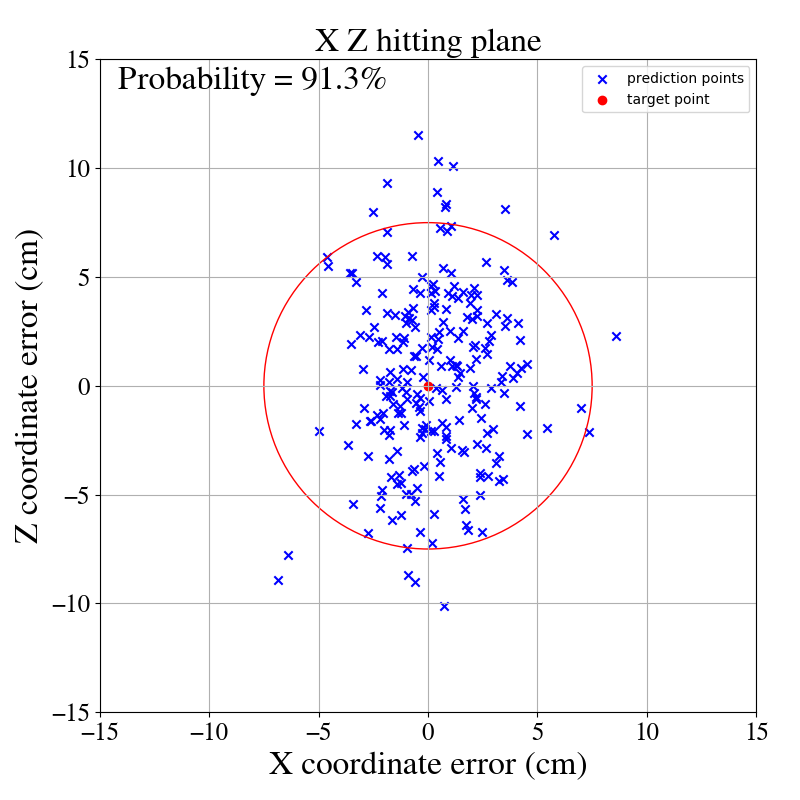 X Z hitting plane
Probability = 91.3%
prediction points
target point
15
10
5
0
−5
−10
−15
−15
−10
−5
0
5
10
15
X coordinate error (cm)
Z coordinate error (cm)